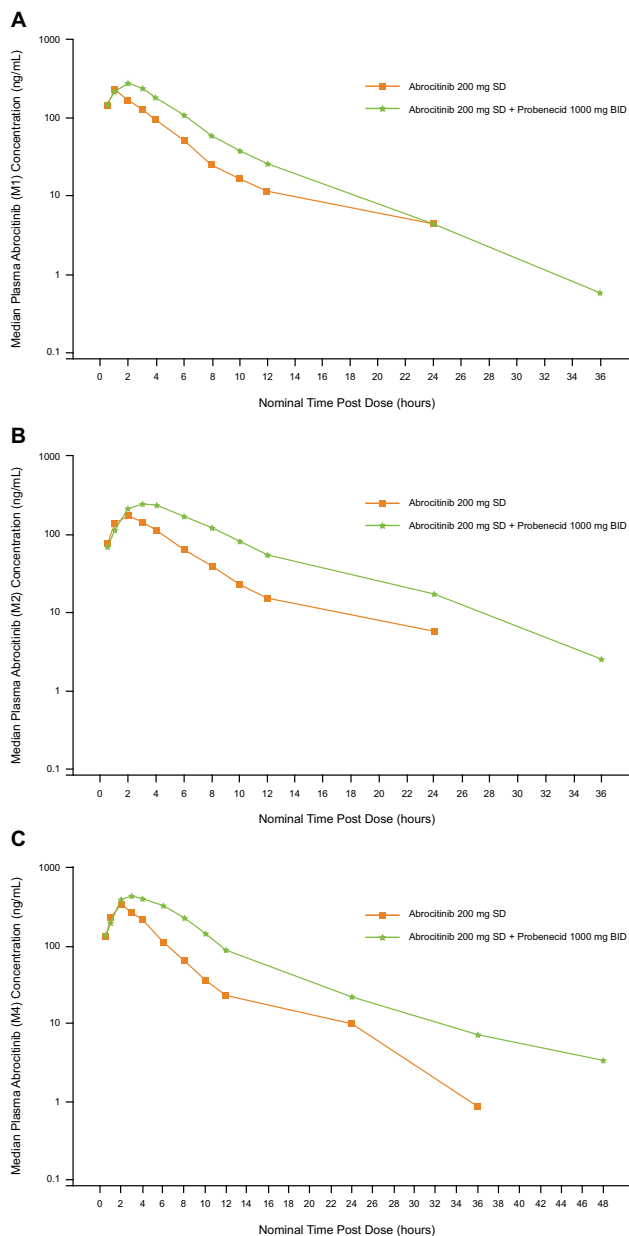 A
Median Plasma Abrocitinib (M1) Concentration (ng/mL)
1000
100
10
1
0.1
Abrocitinib 200 mg SD
Abrocitinib 200 mg SD + Probenecid 1000 mg BID
0 2 4 6 8 10 12 14 16 18 20 22 24 26 28 30 32 34 36
Nominal Time Post Dose (hours)
B
Median Plasma Abrocitinib (M2) Concentration (ng/mL)
1000
100
10
1
0.1
Abrocitinib 200 mg SD
Abrocitinib 200 mg SD + Probenecid 1000 mg BID
0 2 4 6 8 10 12 14 16 18 20 22 24 26 28 30 32 34 36
Nominal Time Post Dose (hours)
C
Median Plasma Abrocitinib (M4) Concentration (ng/mL)
1000
100
10
1
0.1
Abrocitinib 200 mg SD
Abrocitinib 200 mg SD + Probenecid 1000 mg BID
0 2 4 6 8 10 12 14 16 18 20 22 24 26 28 30 32 34 36 38 40 42 44 46 48
Nominal Time Post Dose (hours)